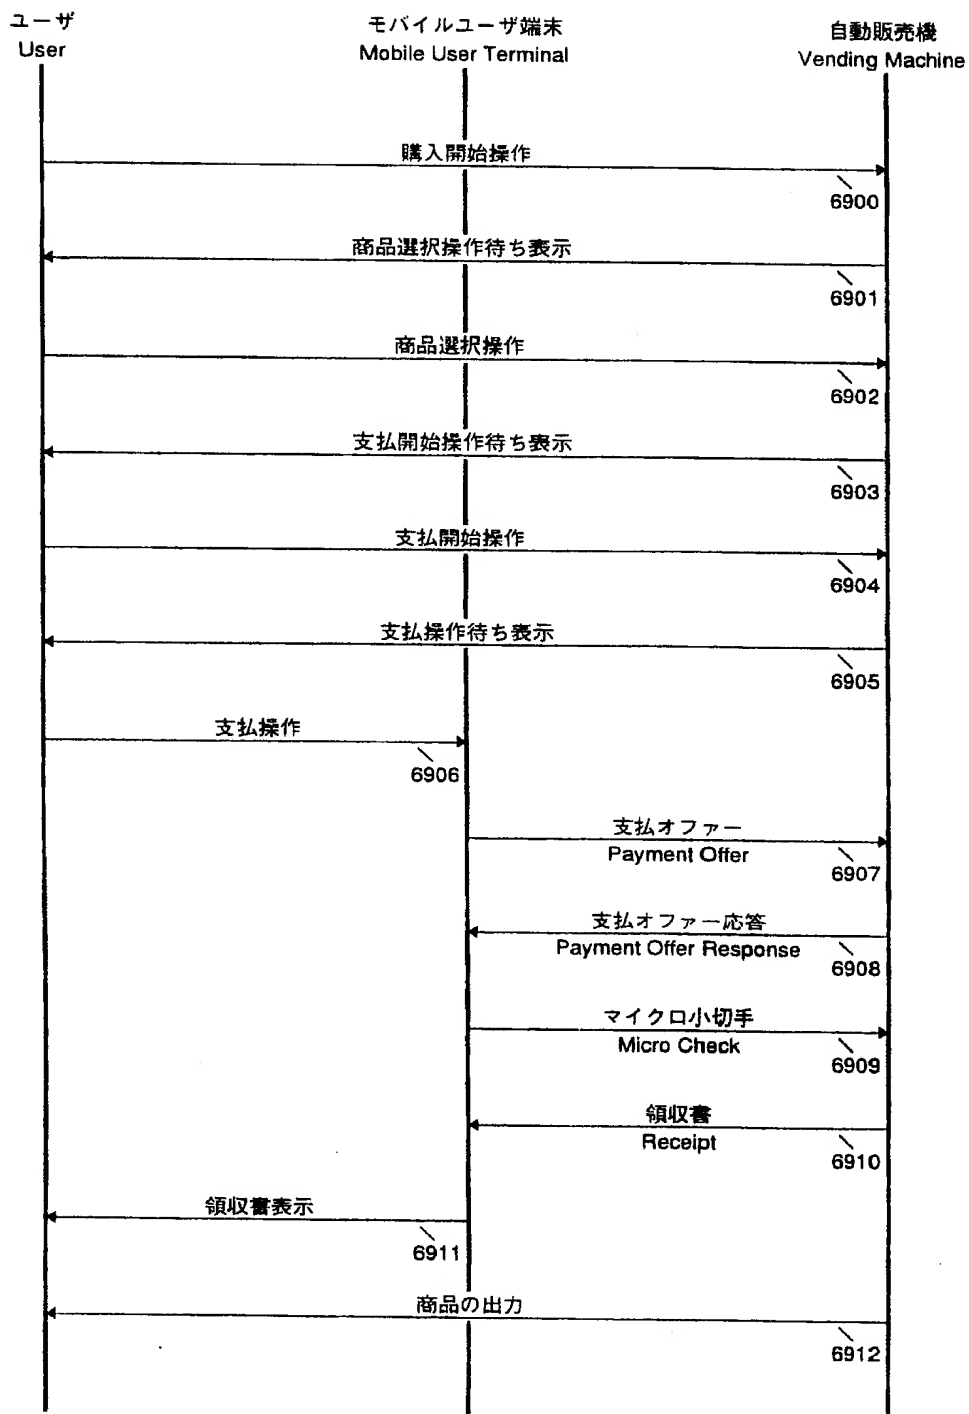 ユーザ
User
モバイルユーザ端末
Mobile User Terminal
自動販売機
Vending Machine
購入開始操作
6900
商品選択操作待ち表示
6901
商品選択操作
6902
支払開始操作待ち表示
6903
支払開始操作
6904
支払操作待ち表示
6905
支払操作
6906
支払オファー
Payment Offer
6907
支払オファー応答
Payment Offer Response
6908
マイクロ小切手
Micro Check
6909
領収書
Receipt
6910
領収書表示
6911
商品の出力
6912